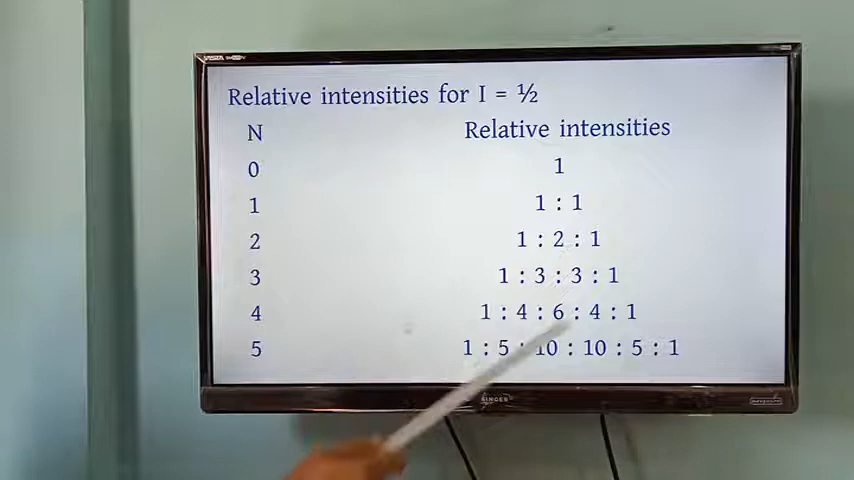 Relative intensities for I = ½
N Relative intensities
0 1
1 1 : 1
2 1 : 2 : 1
3 1 : 3 : 3 : 1
4 1 : 4 : 6 : 4 : 1
5 1 : 5 : 10 : 10 : 5 : 1
SINGER